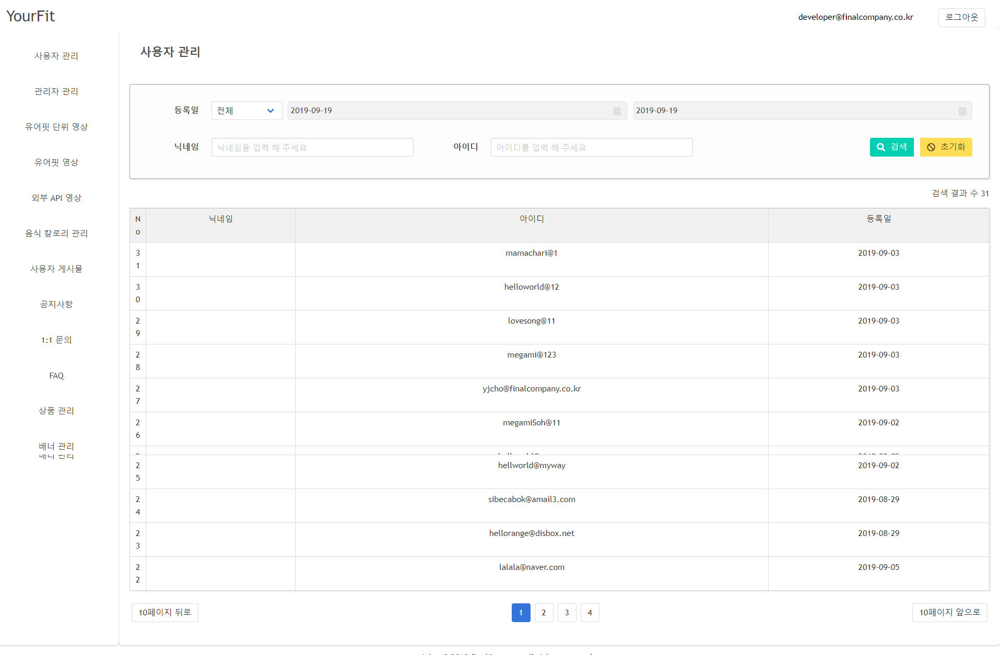 YourFit
developer@finalcompany.co.kr
로그아웃
사용자 관리
관리자 관리
유어핏 단위 영상
유어핏 영상
외부 API 영상
음식 칼로리 관리
사용자 게시물
공지사항
1:1 문의
FAQ
상품 관리
배너 관리
사용자 관리
등록일 전체 2019-09-19 2019-09-19
닉네임 닉네임을 입력 해 주세요 아이디 아이디를 입력 해 주세요 검색 초기화
검색 결과 수 31
No 닉네임 아이디 등록일
31 mamachari@1 2019-09-03
30 helloworld@12 2019-09-03
29 lovesong@11 2019-09-03
28 megami@123 2019-09-03
27 yjcho@finalcompany.co.kr 2019-09-03
26 megamiSoh@11 2019-09-02
25 hellworld@myway 2019-09-02
24 sibecabok@amail3.com 2019-08-29
23 hellorange@disbox.net 2019-08-29
22 lalala@naver.com 2019-09-05
10페이지 뒤로 1 2 3 4 10페이지 앞으로